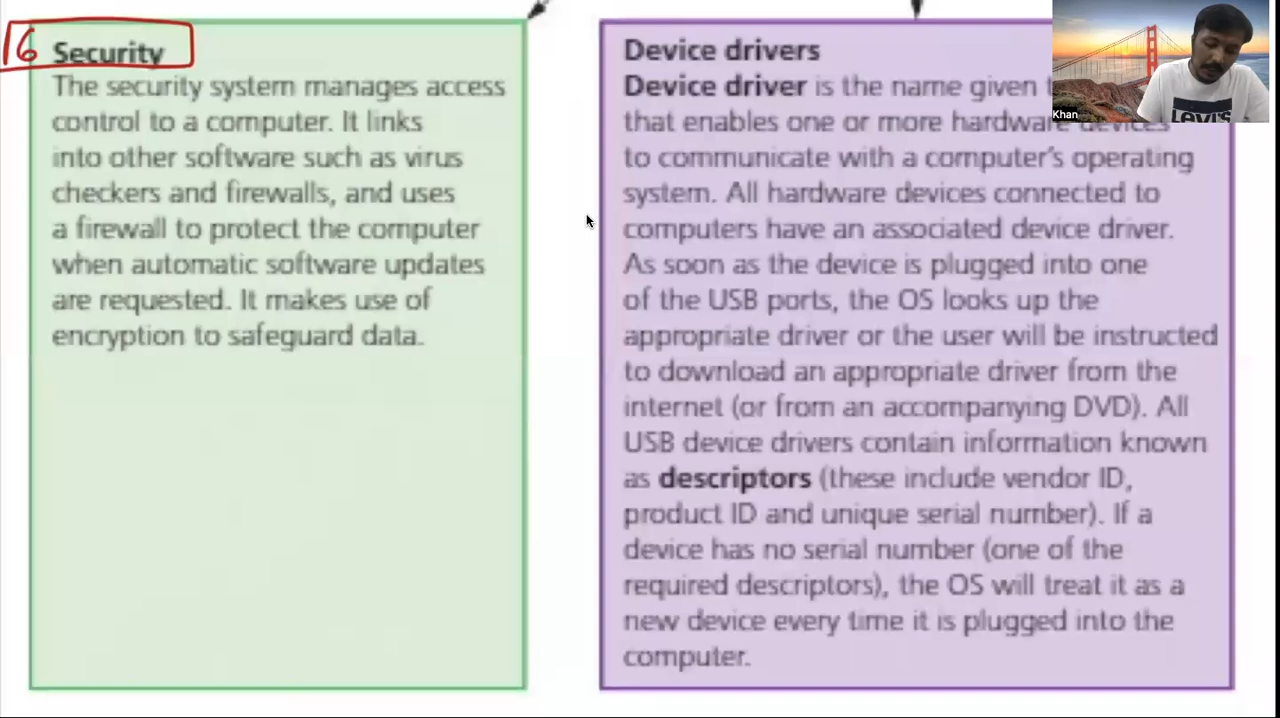 16 Security
The security system manages access
control to a computer. It links
into other software such as virus
checkers and firewalls, and uses
a firewall to protect the computer
when automatic software updates
are requested. It makes use of
encryption to safeguard data.
Device drivers
Device driver is the name given
that enables one or more hardware devices
to communicate with a computer's operating
system. All hardware devices connected to
computers have an associated device driver.
As soon as the device is plugged into one
of the USB ports, the OS looks up the
appropriate driver or the user will be instructed
to download an appropriate driver from the
internet (or from an accompanying DVD). All
USB device drivers contain information known
as descriptors (these include vendor ID,
product ID and unique serial number). If a
device has no serial number (one of the
required descriptors), the OS will treat it as a
new device every time it is plugged into the
computer.
Khan
LEVI'S